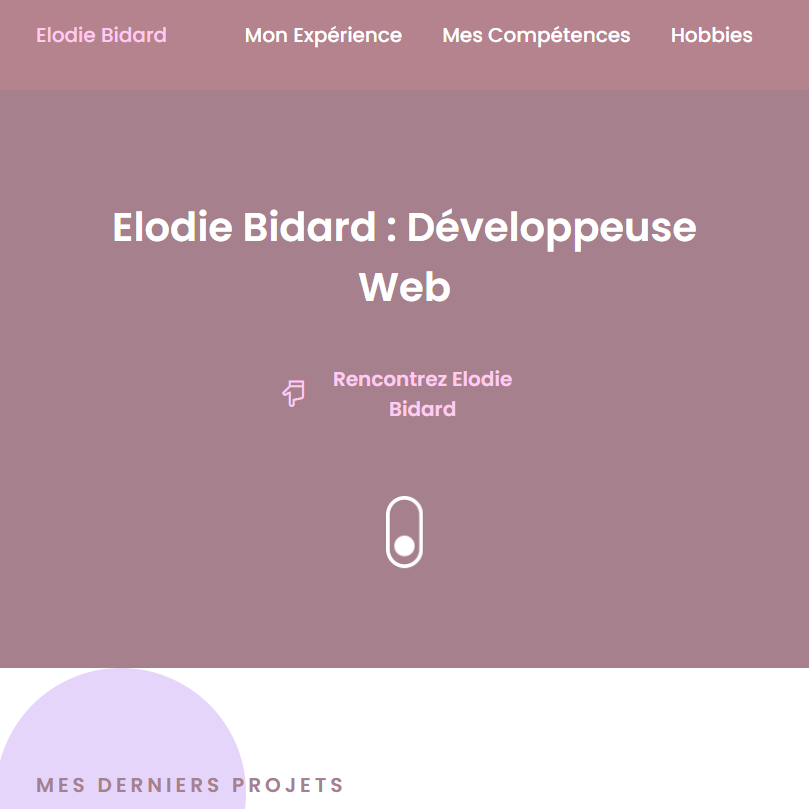 Elodie Bidard Mon Expérience Mes Compétences Hobbies
Elodie Bidard : Développeuse
Web
Rencontrez Elodie
Bidard
MES DERNIERS PROJETS